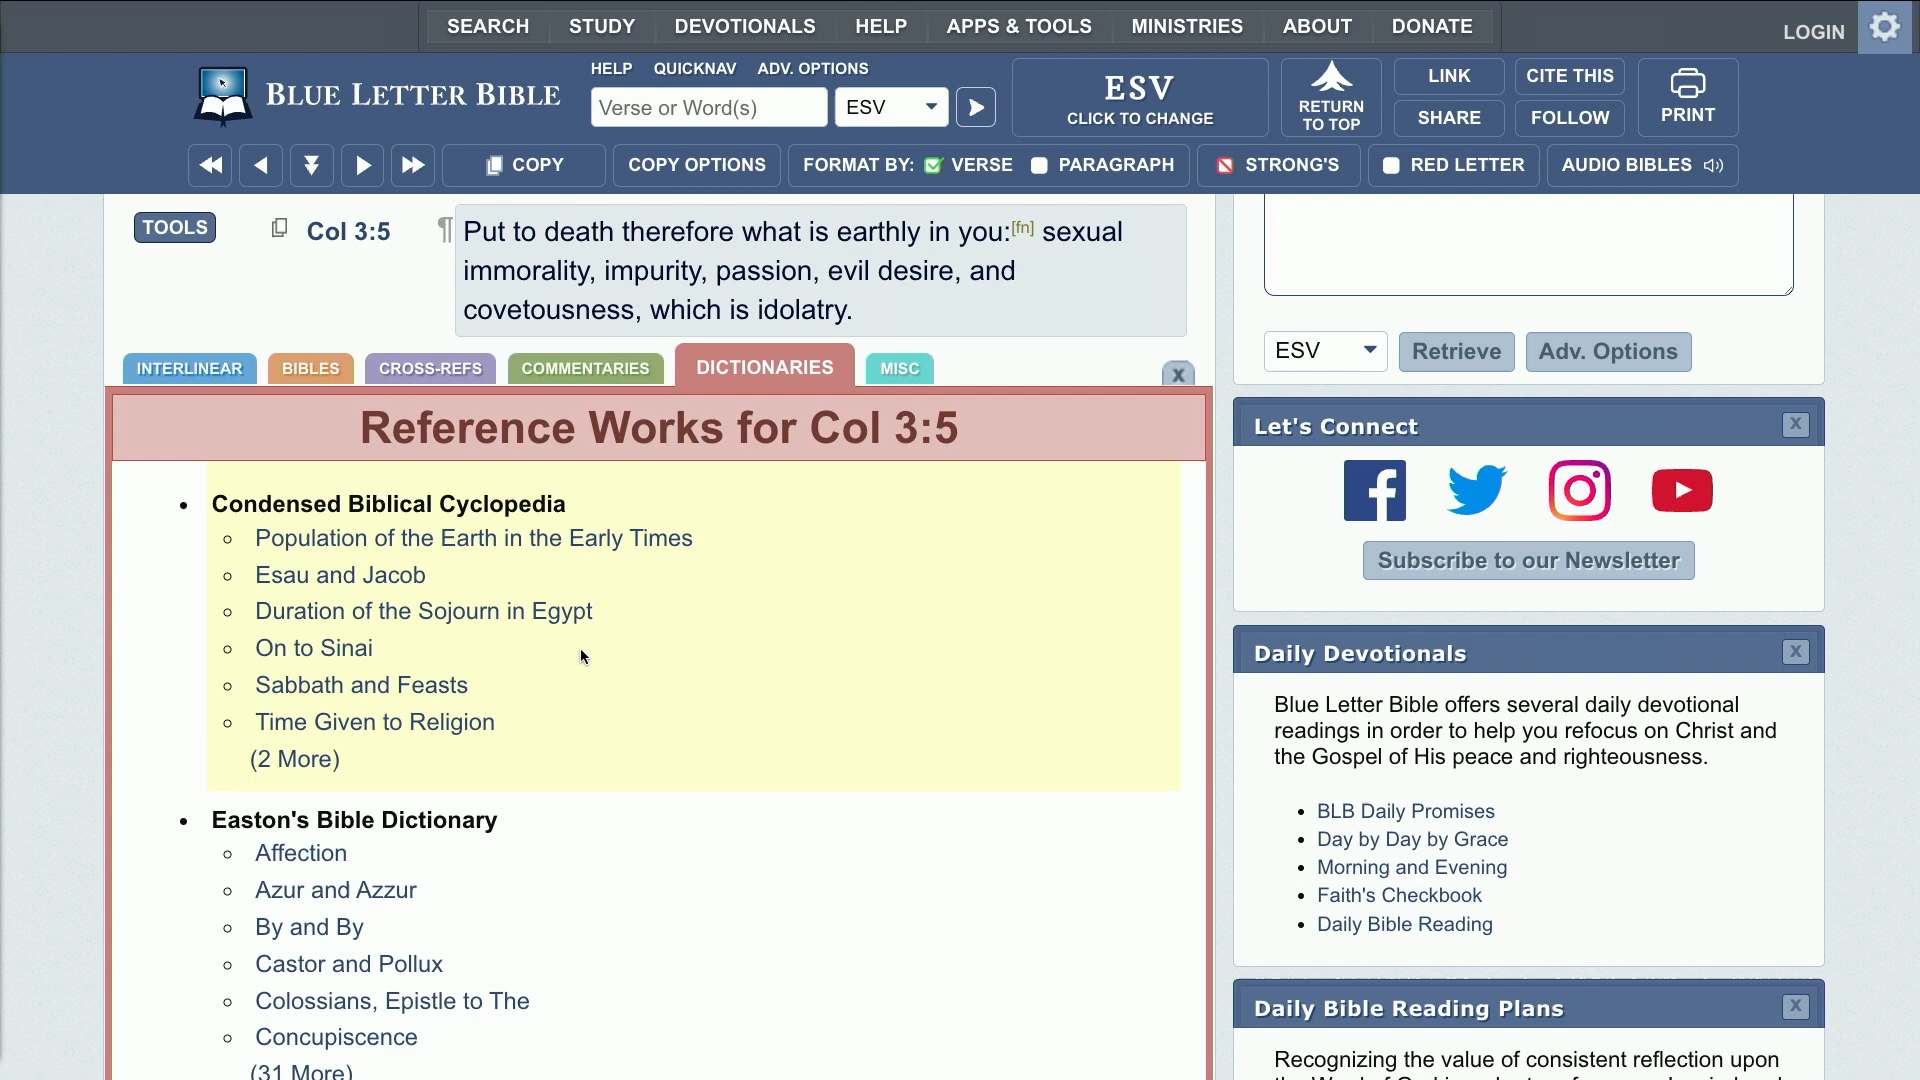 SEARCH STUDY DEVOTIONALS HELP APPS & TOOLS MINISTRIES ABOUT DONATE LOGIN
BLUE LETTER BIBLE
HELP QUICKNAV ADV. OPTIONS
Verse or Word(s) ESV
ESV
CLICK TO CHANGE
RETURN
TO TOP
LINK CITE THIS
SHARE FOLLOW
PRINT
COPY COPY OPTIONS FORMAT BY: VERSE PARAGRAPH STRONG'S RED LETTER AUDIO BIBLES
TOOLS Col 3:5 ¶ Put to death therefore what is earthly in you:[fn] sexual
immorality, impurity, passion, evil desire, and
covetousness, which is idolatry.
INTERLINEAR BIBLES CROSS-REFS COMMENTARIES DICTIONARIES MISC X
Reference Works for Col 3:5
• Condensed Biblical Cyclopedia
Population of the Earth in the Early Times
Esau and Jacob
Duration of the Sojourn in Egypt
On to Sinai
Sabbath and Feasts
Time Given to Religion
(2 More)
• Easton's Bible Dictionary
Affection
Azur and Azzur
By and By
Castor and Pollux
Colossians, Epistle to The
Concupiscence
(31 More)
ESV Retrieve Adv. Options
Let's Connect X
Subscribe to our Newsletter
Daily Devotionals X
Blue Letter Bible offers several daily devotional
readings in order to help you refocus on Christ and
the Gospel of His peace and righteousness.
• BLB Daily Promises
• Day by Day by Grace
• Morning and Evening
• Faith's Checkbook
• Daily Bible Reading
Daily Bible Reading Plans X
Recognizing the value of consistent reflection upon